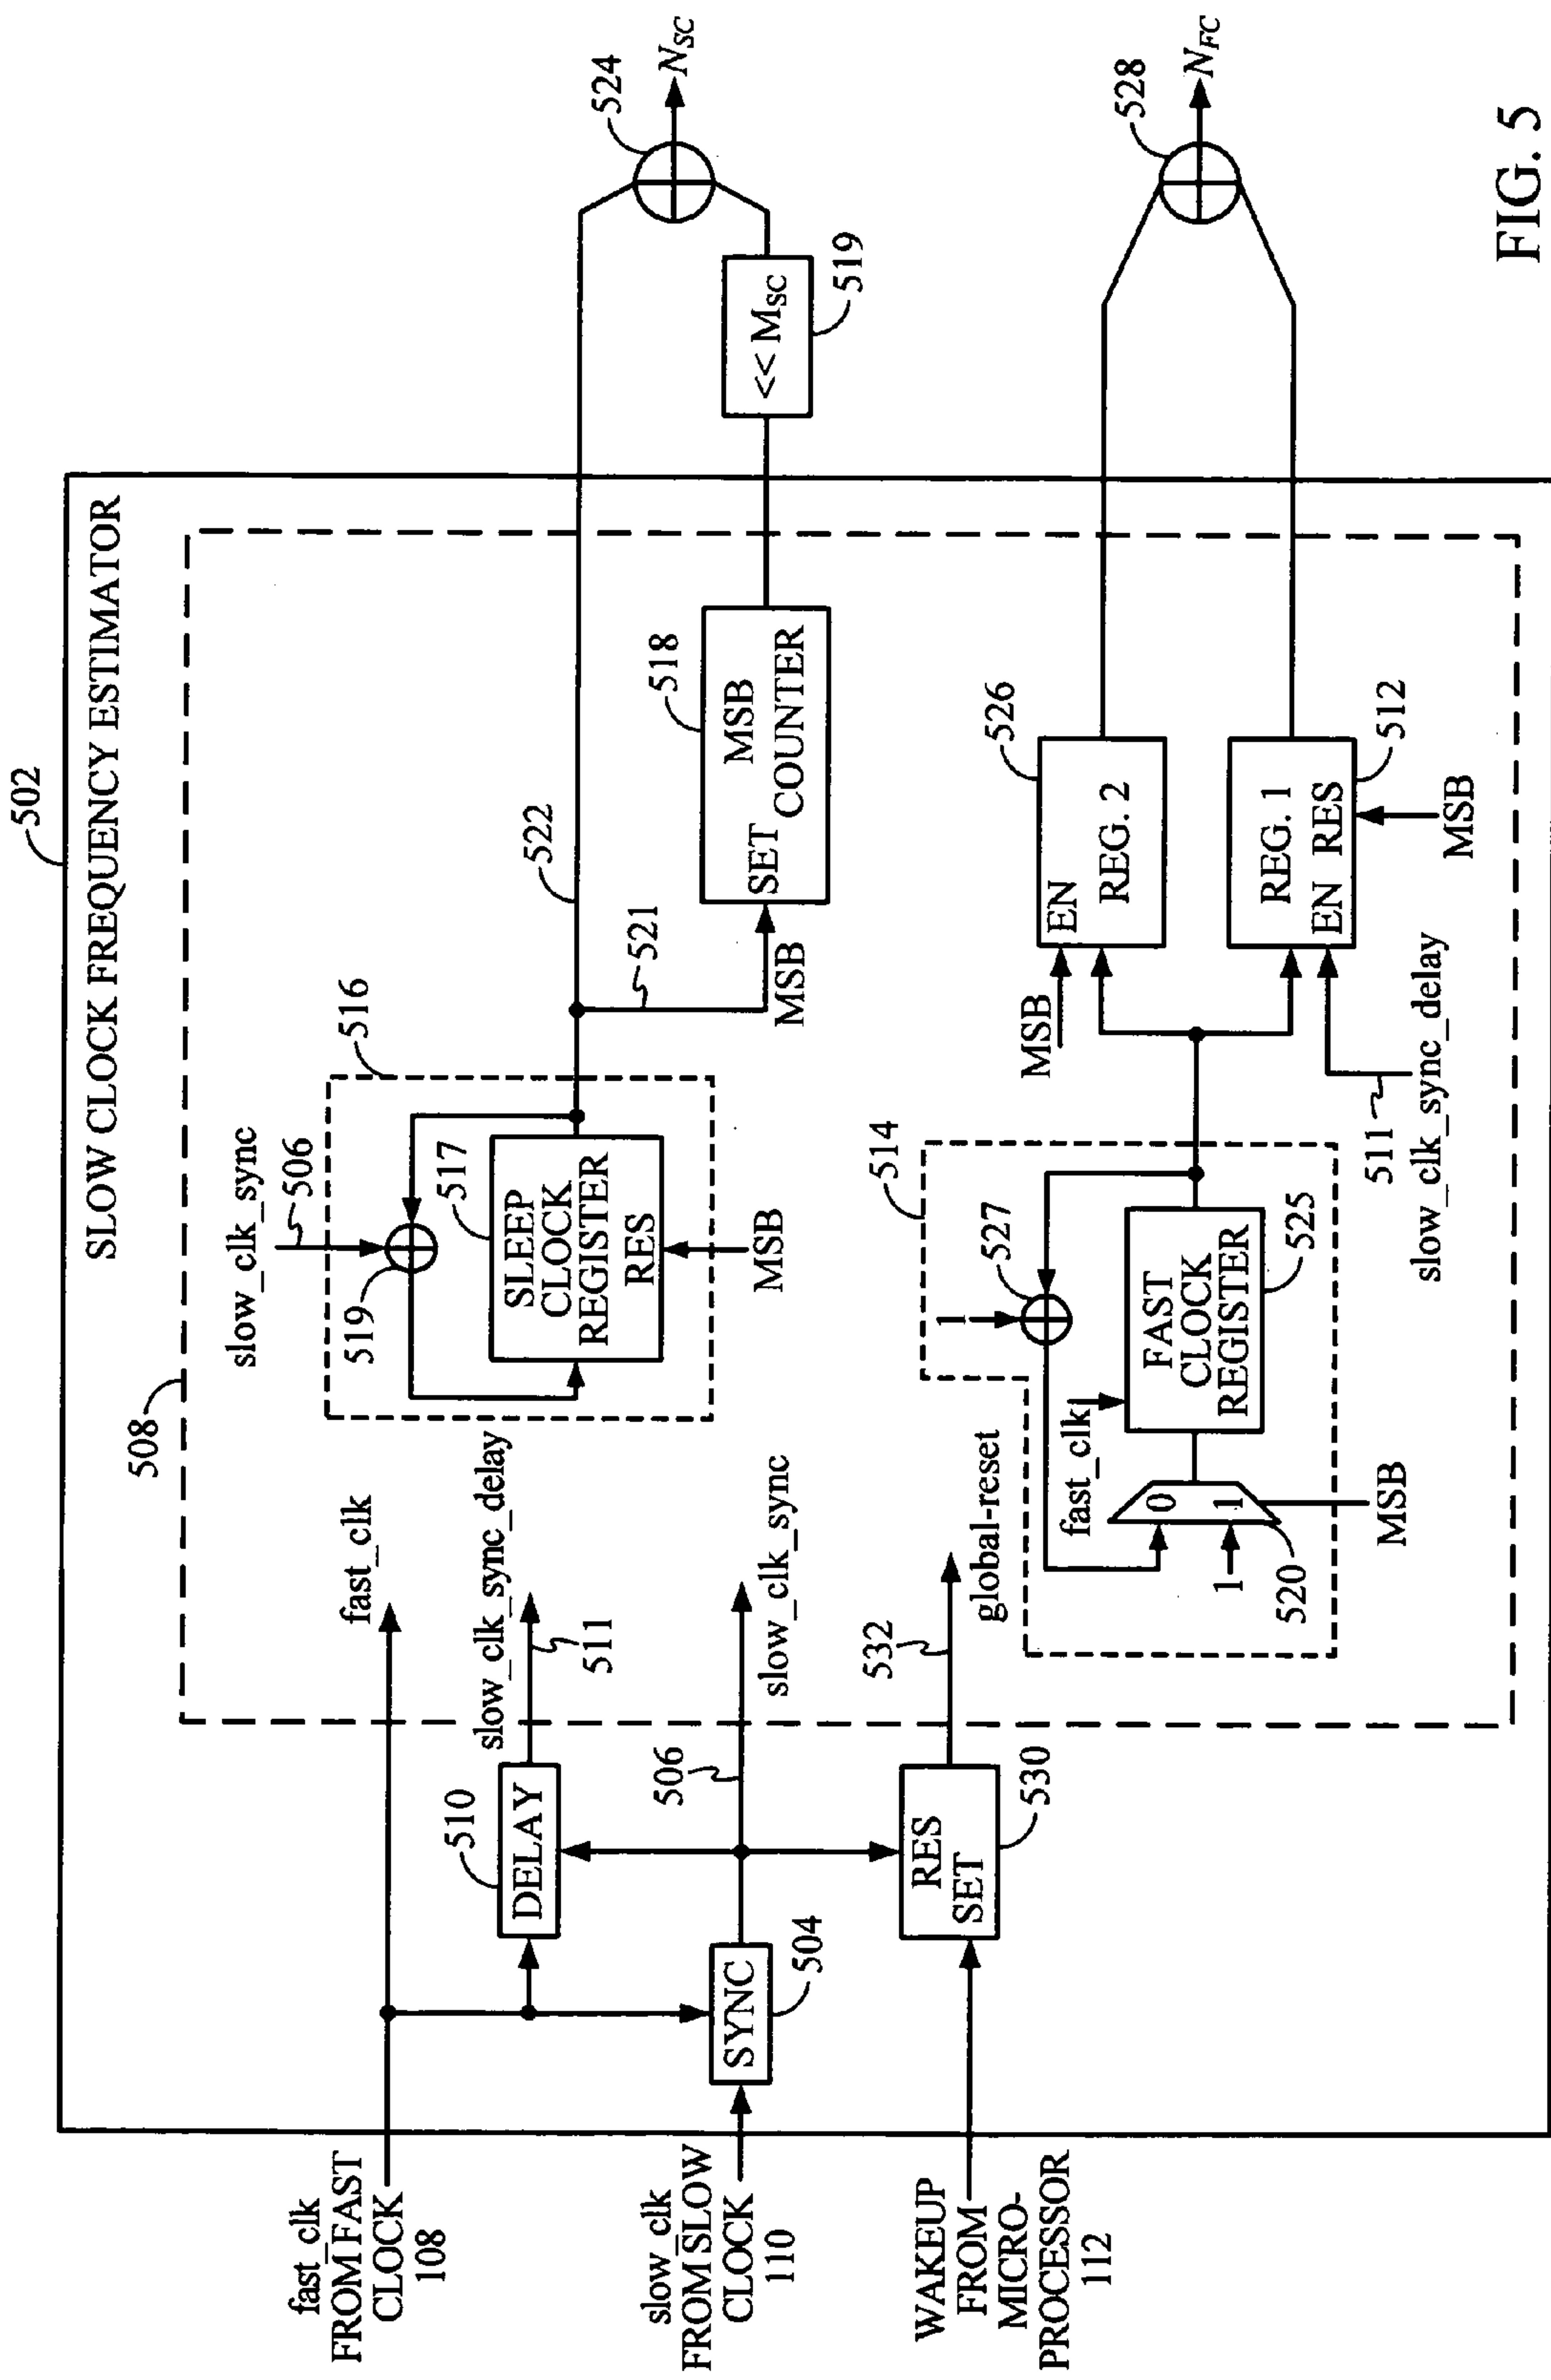 502
SLOW CLOCK FREQUENCY ESTIMATOR
508
fast_clk
FROM FAST
CLOCK
108
fast_clk
510
DELAY
slow_clk_sync_delay
511
slow_clk
FROM SLOW
CLOCK
110
SYNC
504
506
slow_clk_sync
WAKEUP
FROM
MICRO-
PROCESSOR
112
RES
SET
530
532
global-reset
slow_clk_sync
506
516
519
517
SLEEP
CLOCK
REGISTER
RES
MSB
522
521
MSB
518
SET
MSB
COUNTER
<< MSC
519
524
NSC
514
527
1
fast_clk
FAST
CLOCK
REGISTER
525
0
1
1
520
MSB
MSB
EN
REG. 2
526
REG. 1
EN RES
512
MSB
511
slow_clk_sync_delay
528
NFC
FIG. 5